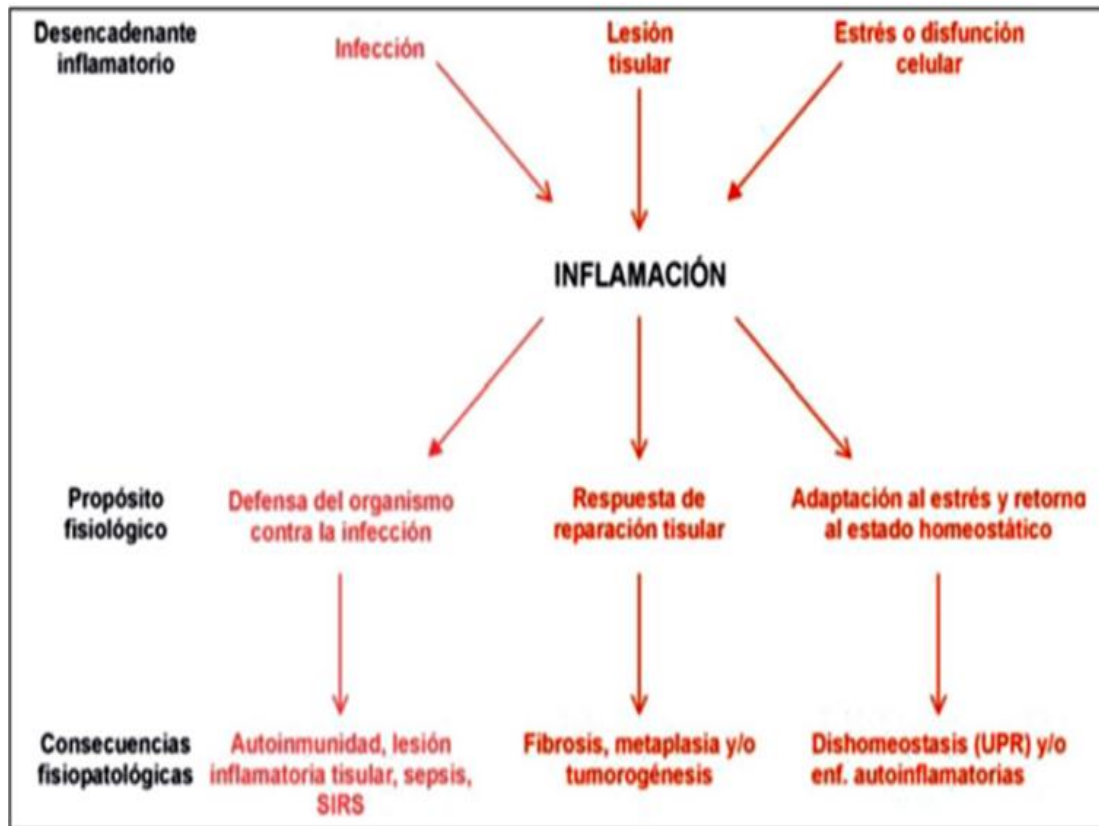 Desencadenante
inflamatorio
Infección
Lesión
tisular
Estrés o disfunción
celular
INFLAMACIÓN
Propósito
fisiológico
Defensa del organismo
contra la infección
Respuesta de
reparación tisular
Adaptación al estrés y retorna
al estado homeostático
Consecuencias
fisiopatológicas
Autoinmunidad, lesión
inflamatoria tisular, sepsis,
SIRS
Fibrosis, metaplasia y/o
tumorogénesis
Dishomeostasis (UPR) y/o
enf. autoinflamatorias